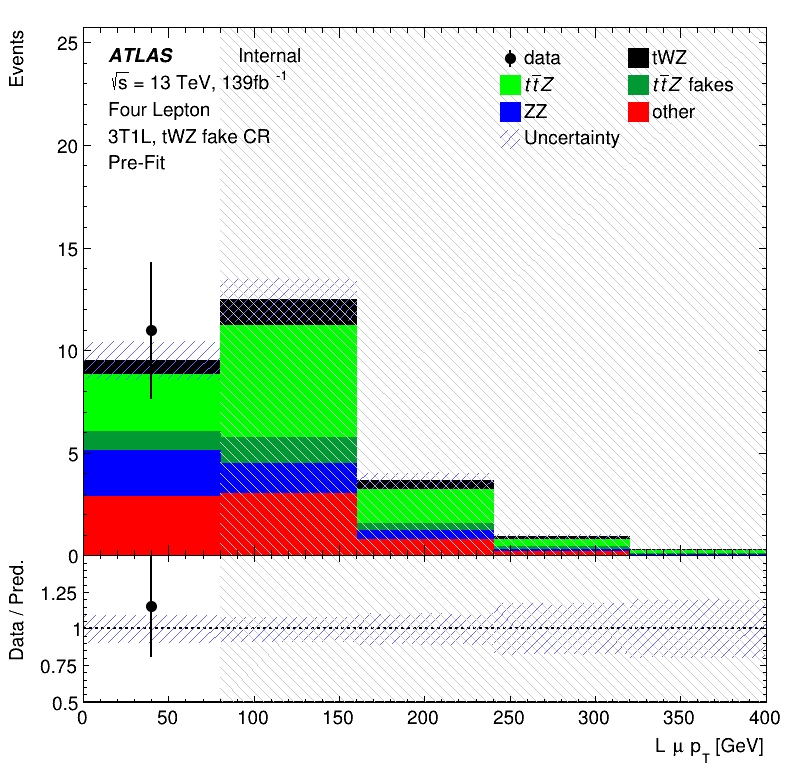 Events
25
20
15
10
5
0
ATLAS Internal
√s = 13 TeV, 139fb⁻¹
Four Lepton
3T1L, tWZ fake CR
Pre-Fit
data tWZ
tt̄Z tt̄Z fakes
ZZ other
Uncertainty
Data / Pred.
1.25
1
0.75
0.5
0 50 100 150 200 250 300 350 400
L μ p_T [GeV]